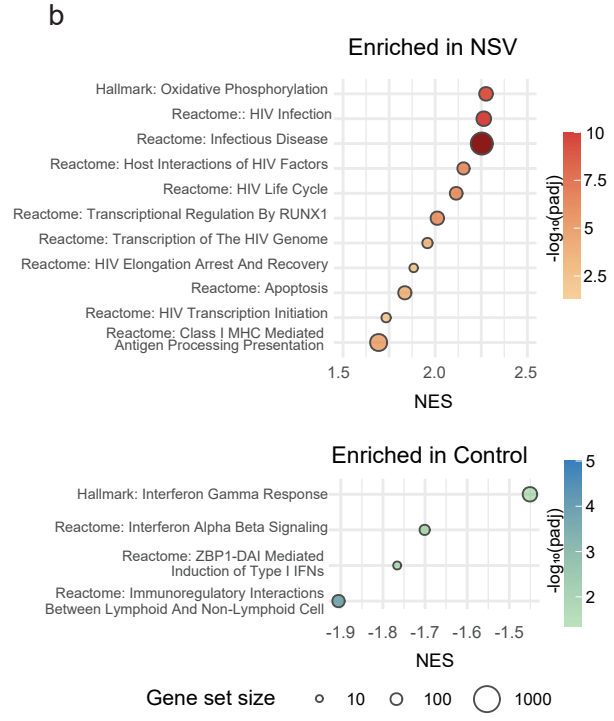 b
Enriched in NSV
Hallmark: Oxidative Phosphorylation
Reactome:: HIV Infection
Reactome: Infectious Disease
Reactome: Host Interactions of HIV Factors
Reactome: HIV Life Cycle
Reactome: Transcriptional Regulation By RUNX1
Reactome: Transcription of The HIV Genome
Reactome: HIV Elongation Arrest And Recovery
Reactome: Apoptosis
Reactome: HIV Transcription Initiation
Reactome: Class I MHC Mediated
Antigen Processing Presentation
1.5 2.0 2.5
NES
-log₁₀(padj)
10
7.5
5
2.5
Enriched in Control
Hallmark: Interferon Gamma Response
Reactome: Interferon Alpha Beta Signaling
Reactome: ZBP1-DAI Mediated
Induction of Type I IFNs
Reactome: Immunoregulatory Interactions
Between Lymphoid And Non-Lymphoid Cell
-1.9 -1.8 -1.7 -1.6 -1.5
NES
-log₁₀(padj)
5
4
3
2
Gene set size 10 100 1000